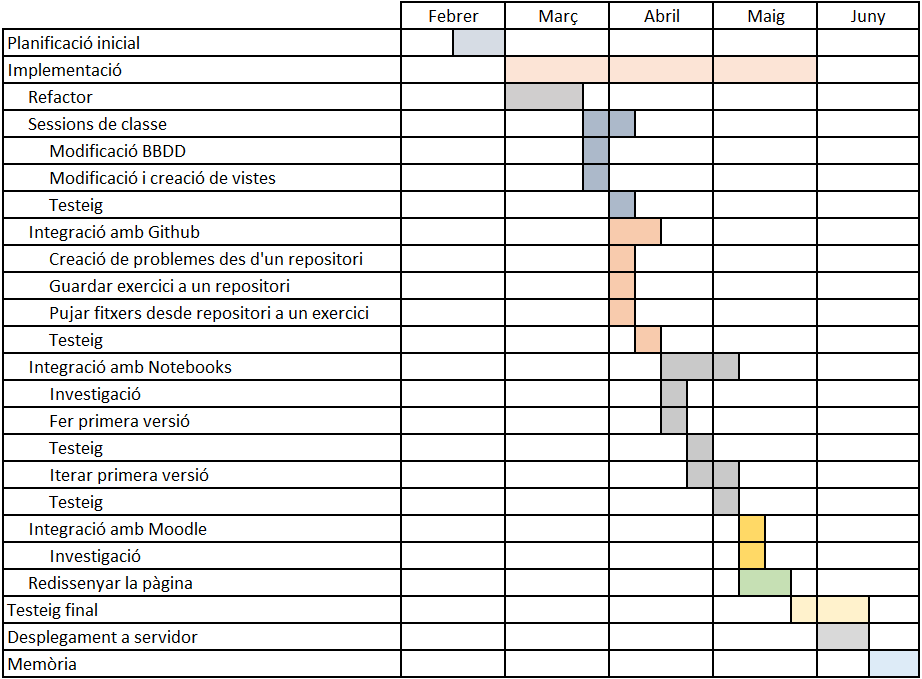 Febrer Març Abril Maig Juny
Planificació inicial
Implementació
Refactor
Sessions de classe
Modificació BBDD
Modificació i creació de vistes
Testeig
Integració amb Github
Creació de problemes des d'un repositori
Guardar exercici a un repositori
Pujar fitxers desde repositori a un exercici
Testeig
Integració amb Notebooks
Investigació
Fer primera versió
Testeig
Iterar primera versió
Testeig
Integració amb Moodle
Investigació
Redissenyar la pàgina
Testeig final
Desplegament a servidor
Memòria